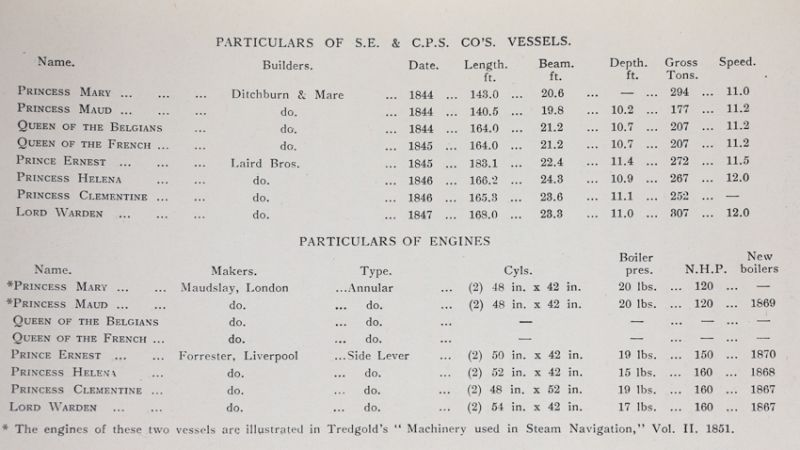 PARTICULARS OF S.E. & C.P.S. CO'S. VESSELS.
Name. Builders. Date. Length. ft. Beam. ft. Depth. ft. Gross Tons. Speed.
PRINCESS MARY ... ... ... Ditchburn & Mare ... 1844 ... 143.0 ... 20.6 ... — ... 294 ... 11.0
PRINCESS MAUD ... ... ... do. ... 1844 ... 140.5 ... 19.8 ... 10.2 ... 177 ... 11.2
QUEEN OF THE BELGIANS ... do. ... 1844 ... 164.0 ... 21.2 ... 10.7 ... 207 ... 11.2
QUEEN OF THE FRENCH ... ... do. ... 1845 ... 164.0 ... 21.2 ... 10.7 ... 207 ... 11.2
PRINCE ERNEST ... ... ... Laird Bros. ... 1845 ... 183.1 ... 22.4 ... 11.4 ... 272 ... 11.5
PRINCESS HELENA ... ... do. ... 1846 ... 166.2 ... 24.3 ... 10.9 ... 267 ... 12.0
PRINCESS CLEMENTINE ... ... do. ... 1846 ... 165.3 ... 23.6 ... 11.1 ... 252 ... —
LORD WARDEN ... ... ... do. ... 1847 ... 168.0 ... 23.3 ... 11.0 ... 307 ... 12.0
PARTICULARS OF ENGINES
Name. Makers. Type. Cyls. Boiler pres. N.H.P. New boilers
*PRINCESS MARY ... ... Maudslay, London ...Annular ... (2) 48 in. x 42 in. 20 lbs. ... 120 ... —
*PRINCESS MAUD ... ... do. ... do. ... (2) 48 in. x 42 in. 20 lbs. ... 120 ... 1869
QUEEN OF THE BELGIANS do. ... do. ... — — ... — ... —
QUEEN OF THE FRENCH ... do. ... do. ... — — ... — ... —
PRINCE ERNEST ... ... Forrester, Liverpool ...Side Lever ... (2) 50 in. x 42 in. 19 lbs. ... 150 ... 1870
PRINCESS HELENA ... do. ... do. ... (2) 52 in. x 42 in. 15 lbs. ... 160 ... 1868
PRINCESS CLEMENTINE ... do. ... do. ... (2) 48 in. x 52 in. 19 lbs. ... 160 ... 1867
LORD WARDEN ... ... do. ... do. ... (2) 54 in. x 42 in. 17 lbs. ... 160 ... 1867
* The engines of these two vessels are illustrated in Tredgold's " Machinery used in Steam Navigation," Vol. II. 1851.